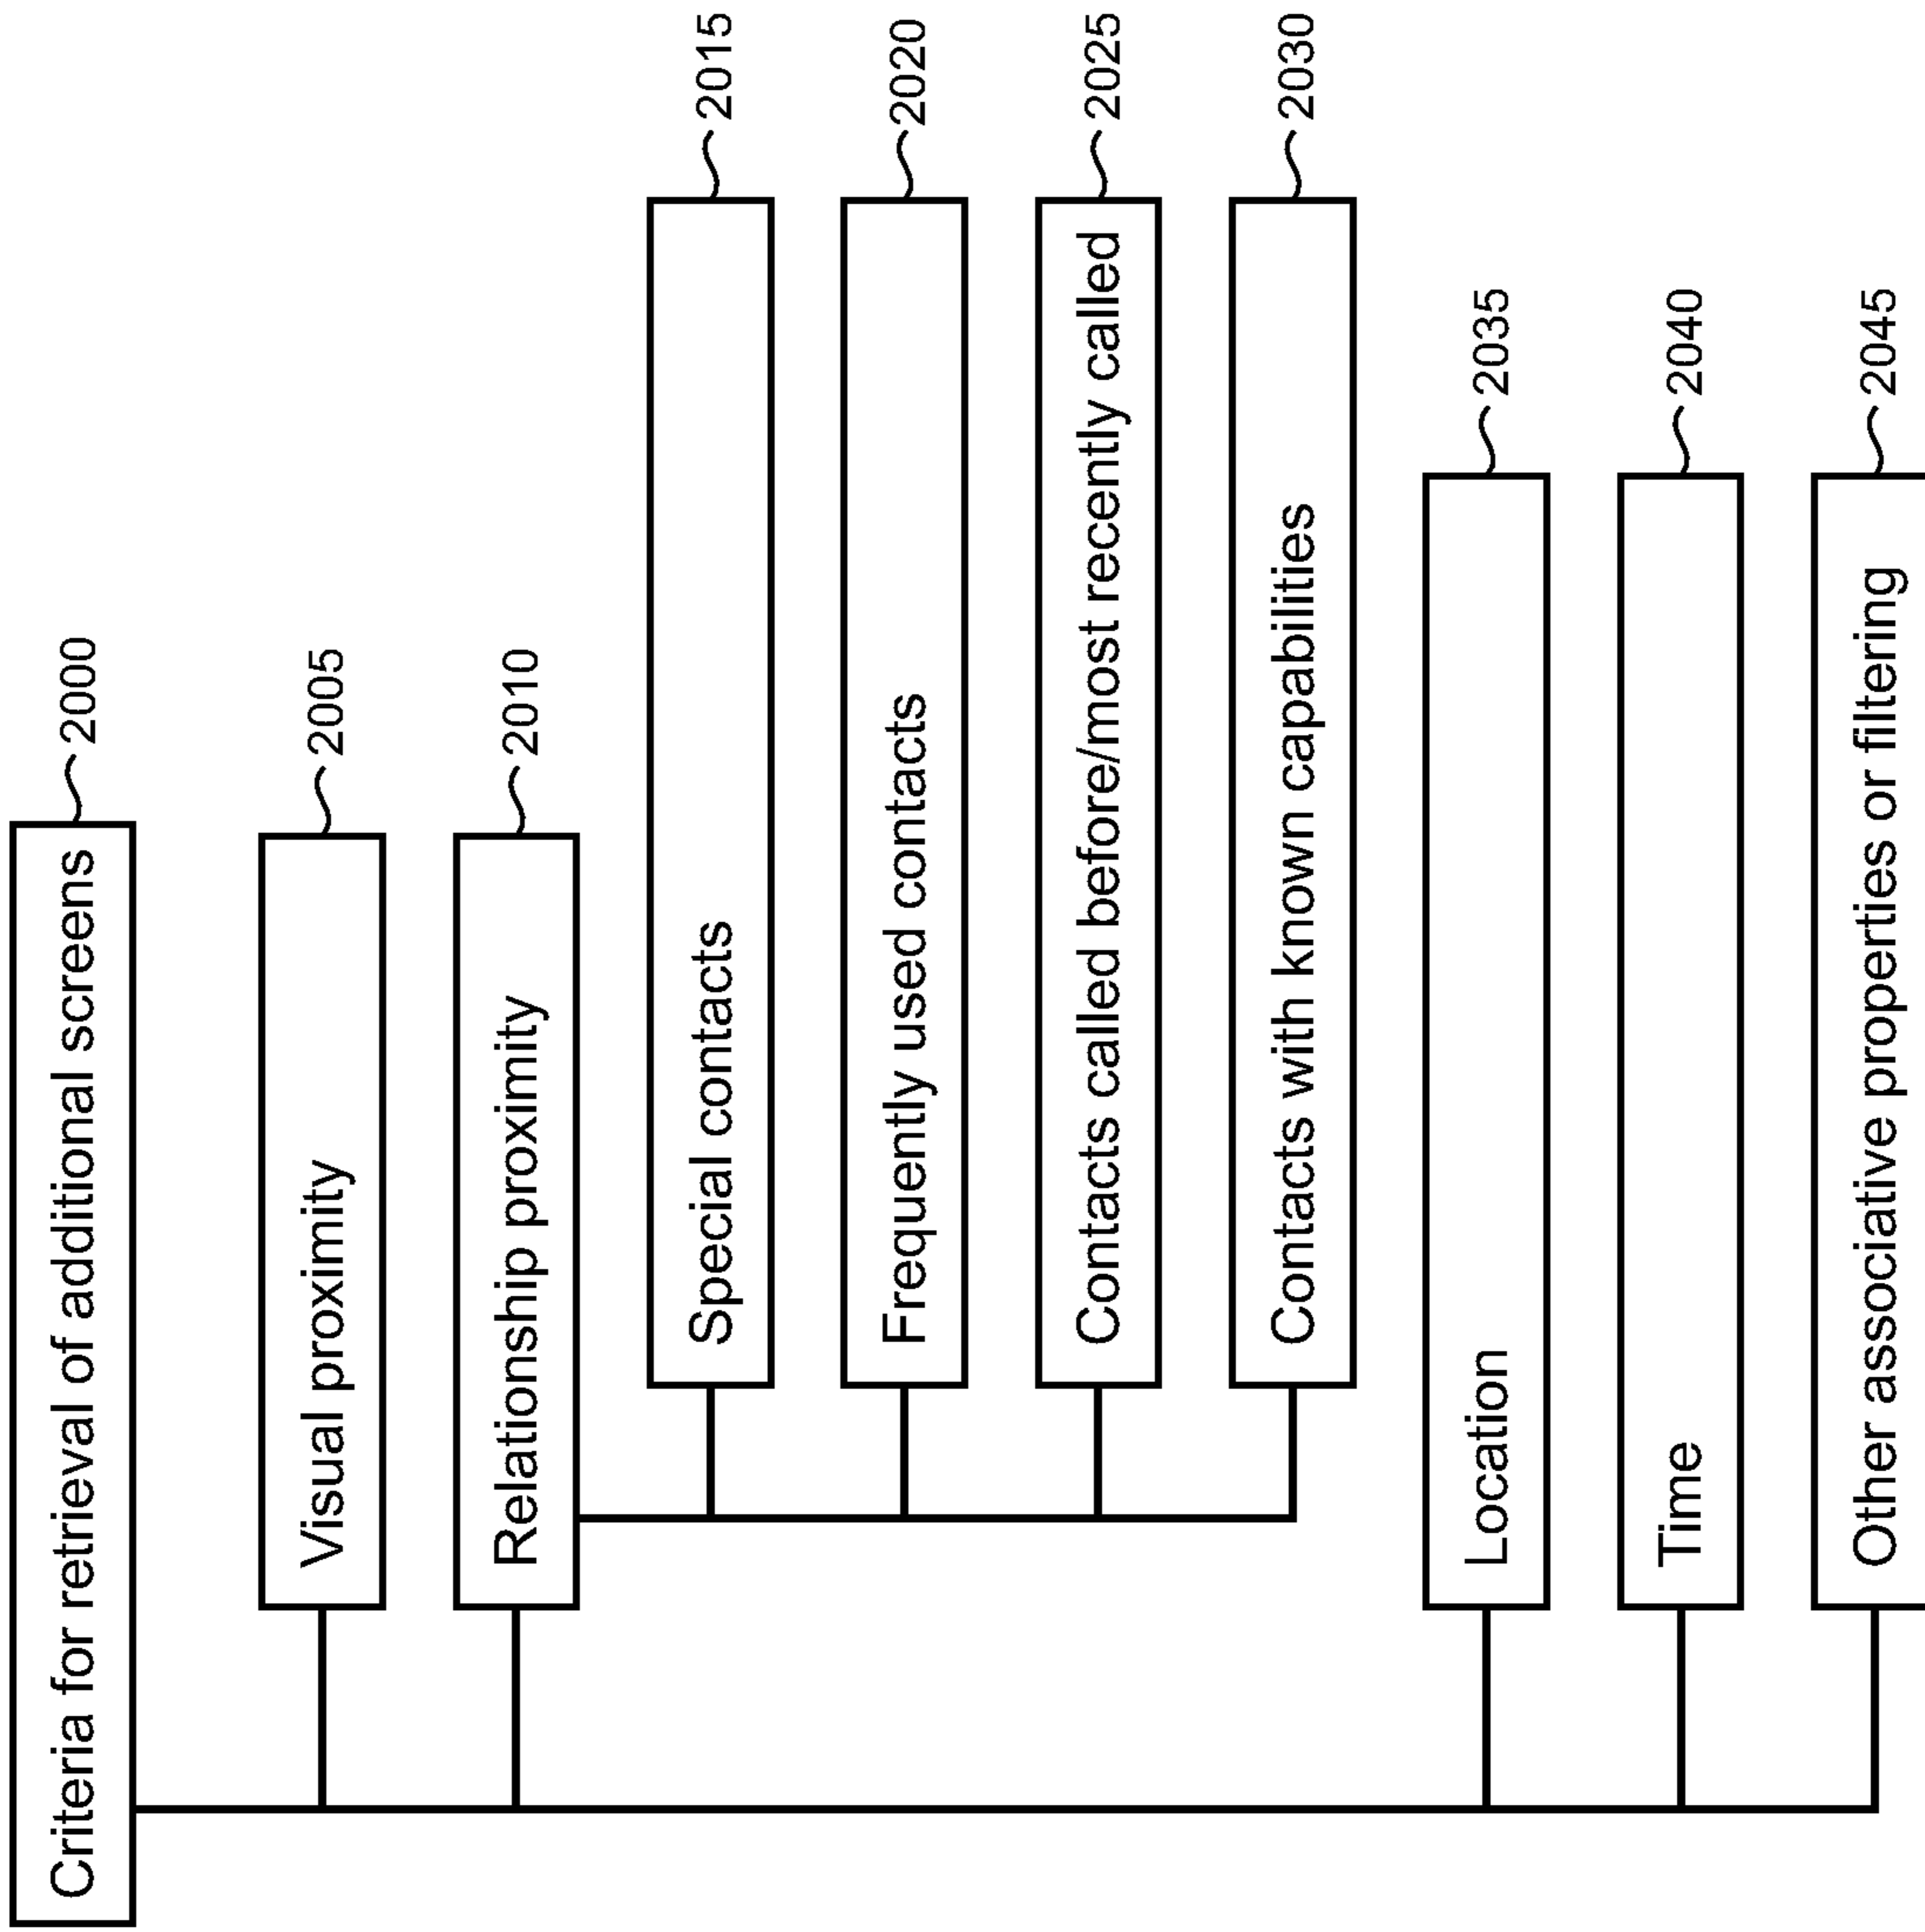 Criteria for retrieval of additional screens 2000
Visual proximity 2005
Relationship proximity 2010
Special contacts 2015
Frequently used contacts 2020
Contacts called before/most recently called 2025
Contacts with known capabilities 2030
Location 2035
Time 2040
Other associative properties or filtering 2045